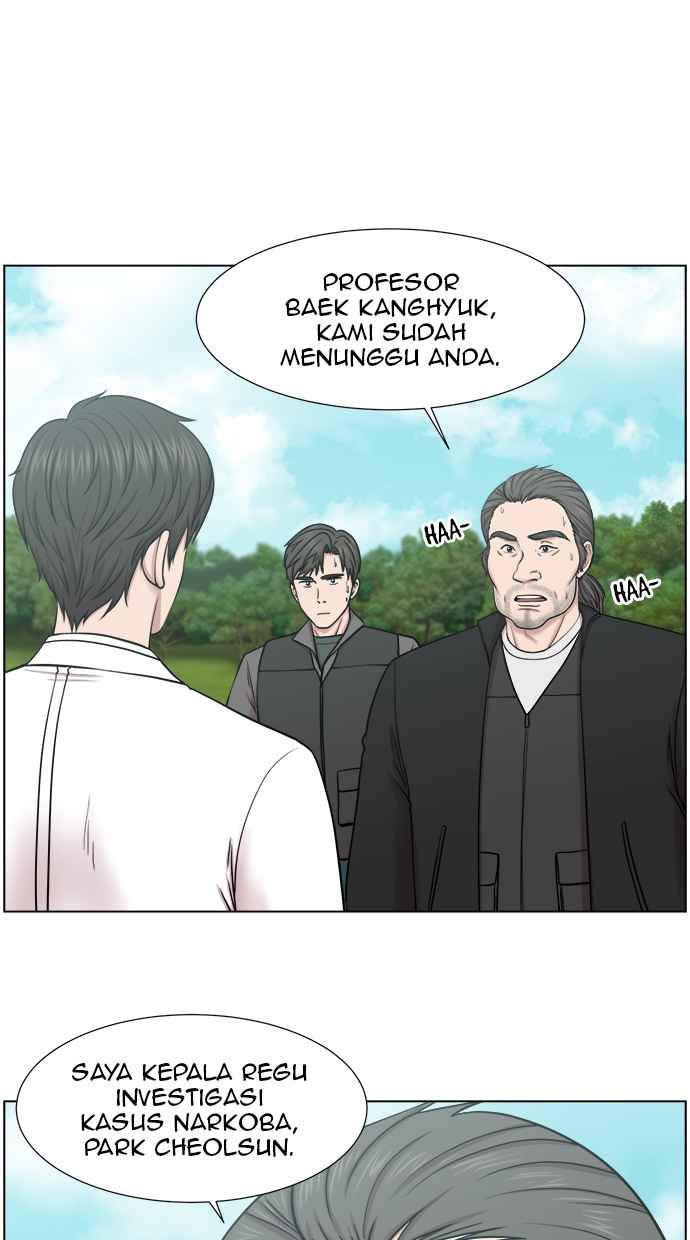 PROFESOR
BAEK KANGHYUK,
KAMI SUDAH
MENUNGGU ANDA.
HAA-
HAA-
SAYA KEPALA REGU
INVESTIGASI
KASUS NARKOBA,
PARK CHEOLSUN.